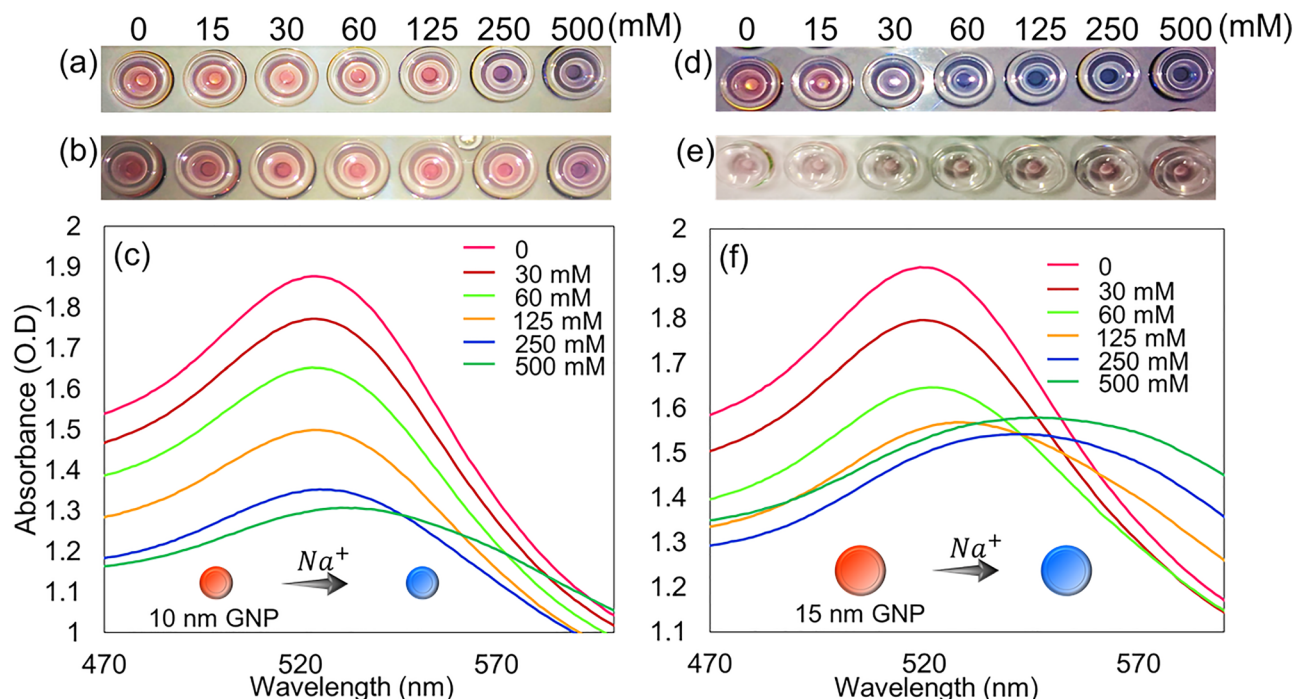 0 15 30 60 125 250 500 (mM)
(a)
(b)
(c)
2
1.9
1.8
1.7
1.6
1.5
1.4
1.3
1.2
1.1
1
Absorbance (O.D)
0
30 mM
60 mM
125 mM
250 mM
500 mM
Na+
10 nm GNP
470 520 570
Wavelength (nm)
0 15 30 60 125 250 500 (mM)
(d)
(e)
(f)
2
1.9
1.8
1.7
1.6
1.5
1.4
1.3
1.2
1.1
0
30 mM
60 mM
125 mM
250 mM
500 mM
Na+
15 nm GNP
470 520 570
Wavelength (nm)